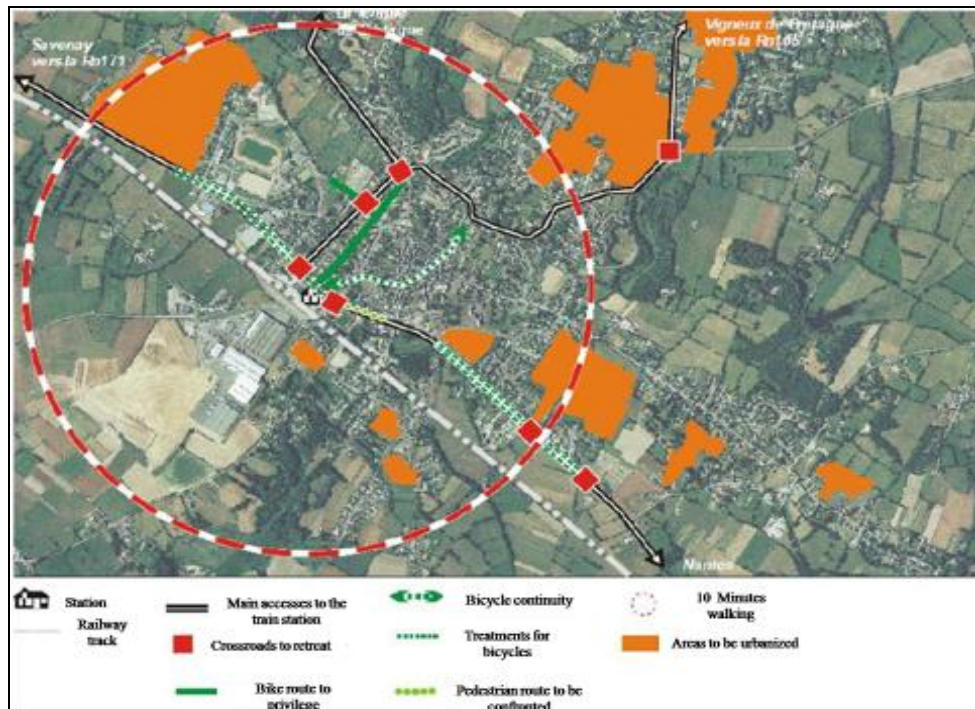 Savenay
vers la Rn171
Vigneux de Bretagne
vers la Rn165
Nantes
Station
Railway
track
Main accesses to the
train station
Crossroads to retreat
Bike route to
privilege
Bicycle continuity
Treatments for
bicycles
Pedestrian route to be
confronted
10 Minutes
walking
Areas to be urbanized